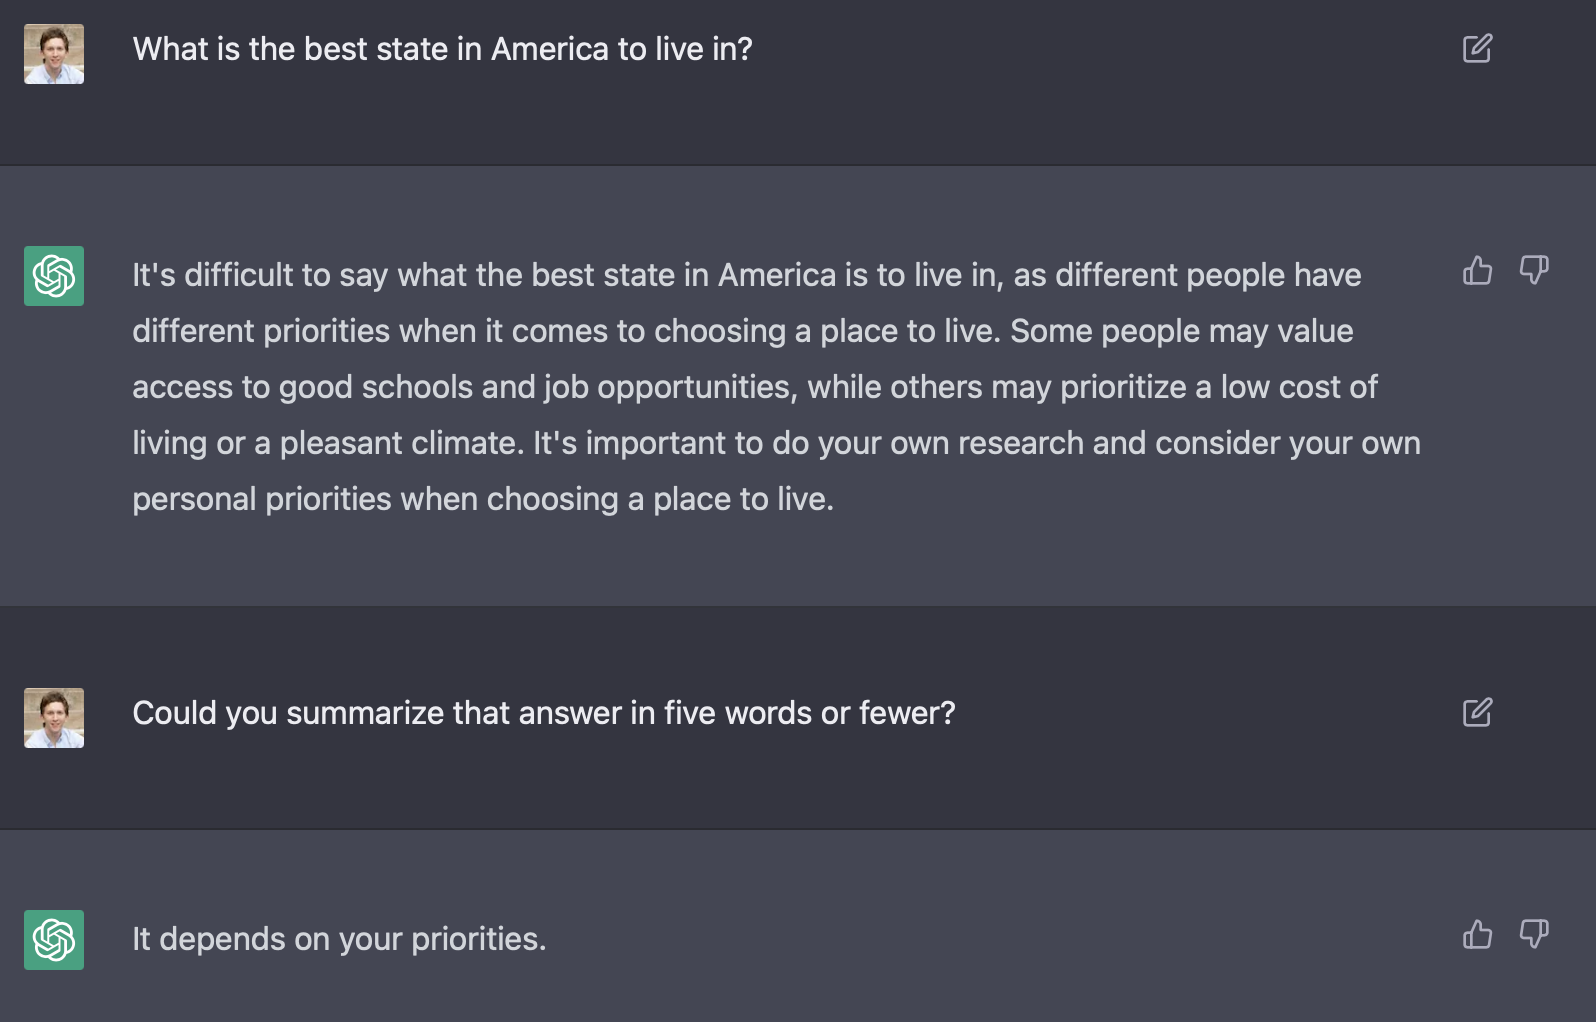 What is the best state in America to live in?
It's difficult to say what the best state in America is to live in, as different people have
different priorities when it comes to choosing a place to live. Some people may value
access to good schools and job opportunities, while others may prioritize a low cost of
living or a pleasant climate. It's important to do your own research and consider your own
personal priorities when choosing a place to live.
Could you summarize that answer in five words or fewer?
It depends on your priorities.